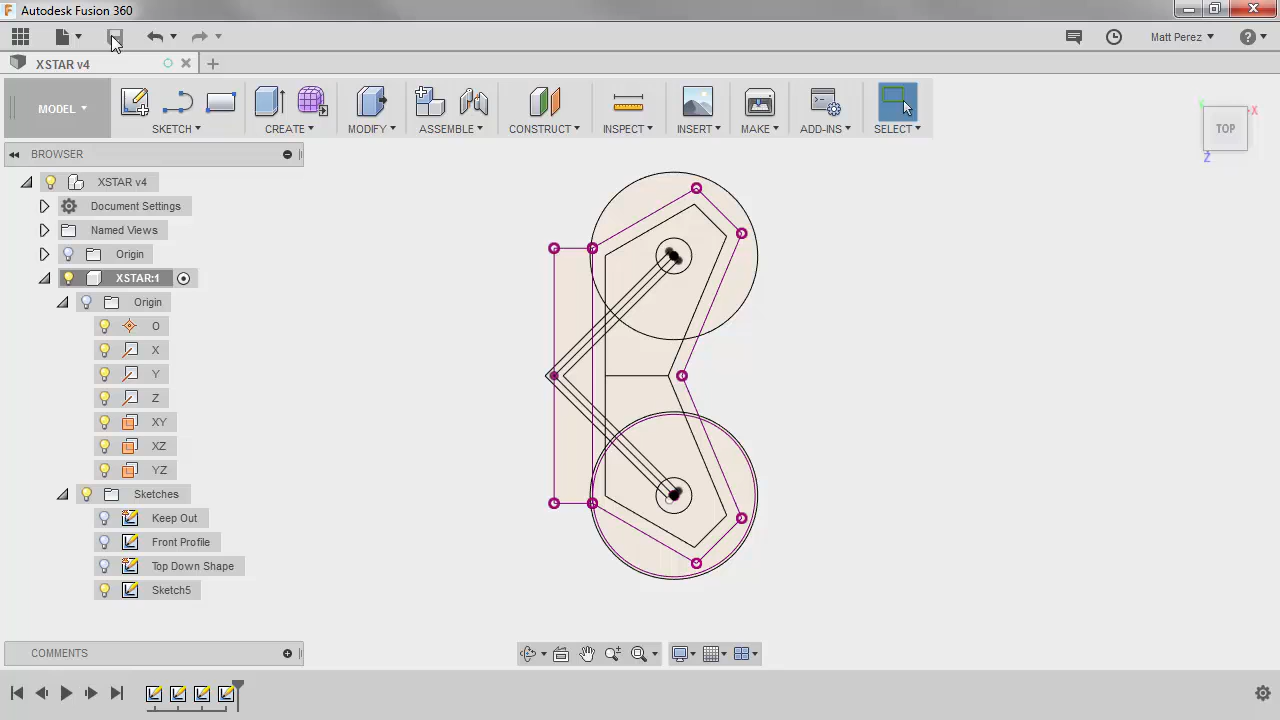 Autodesk Fusion 360
Matt Perez
XSTAR v4
MODEL
SKETCH
CREATE
MODIFY
ASSEMBLE
CONSTRUCT
INSPECT
INSERT
MAKE
ADD-INS
SELECT
TOP
X
Z
BROWSER
XSTAR v4
Document Settings
Named Views
Origin
XSTAR:1
Origin
O
X
Y
Z
XY
XZ
YZ
Sketches
Keep Out
Front Profile
Top Down Shape
Sketch5
COMMENTS